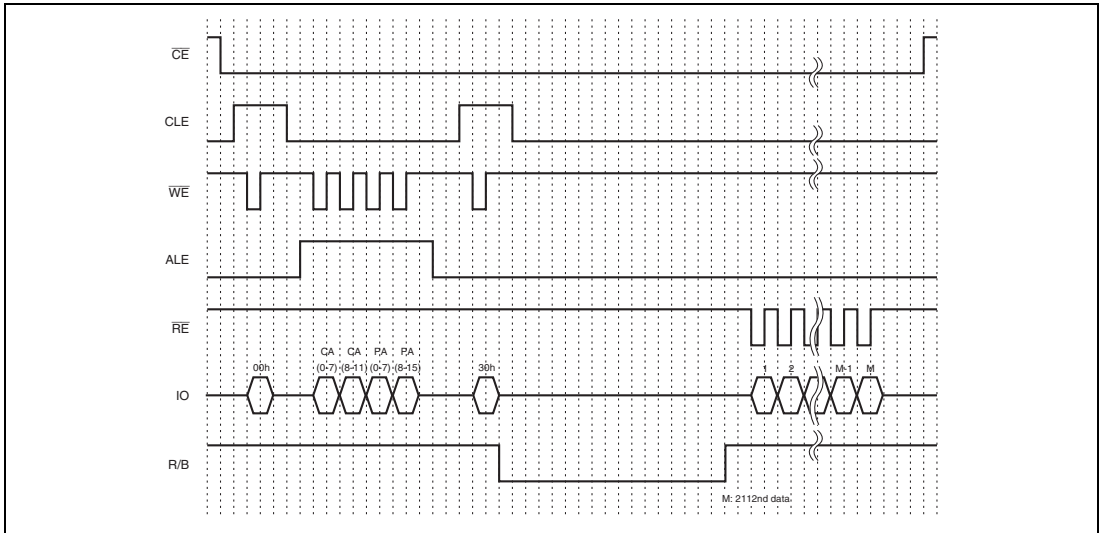 CE
CLE
WE
ALE
RE
CA CA PA PA
00h (0-7) (8-11) (0-7) (8-15) 30h 1 2 M-1 M
IO
R/B
M: 2112nd data